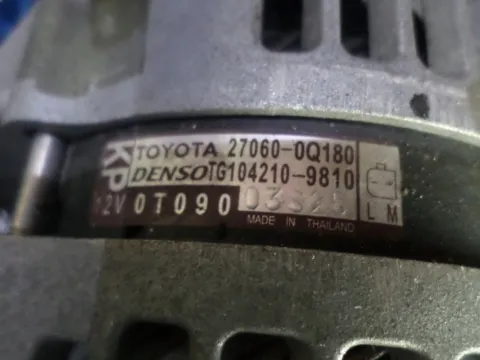 KP
TOYOTA 27060-0Q180
DENSO TG104210-9810
12V 0T090
L M
MADE IN THAILAND